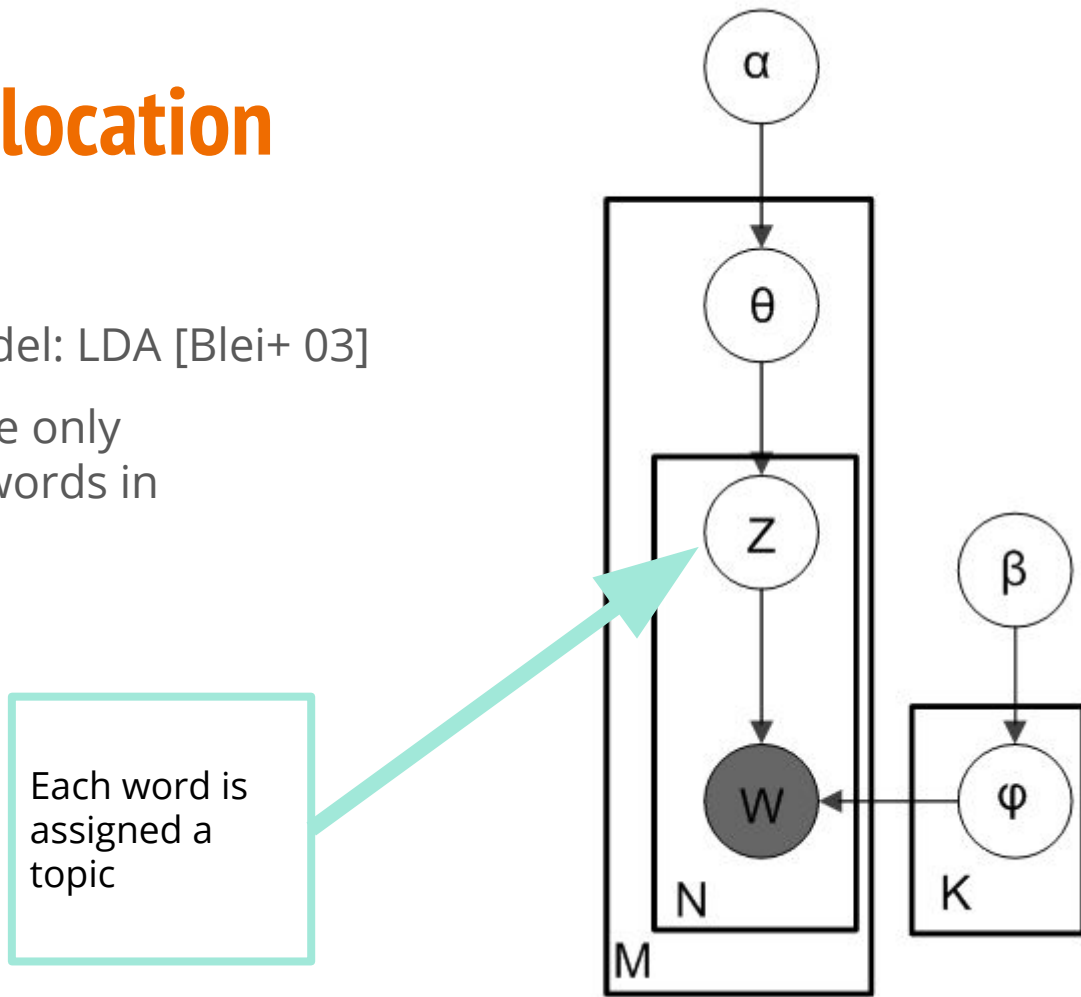 location
del: LDA [Blei+ 03]
e only
words in
Each word is
assigned a
topic
α
θ
Z
β
W
φ
N
K
M